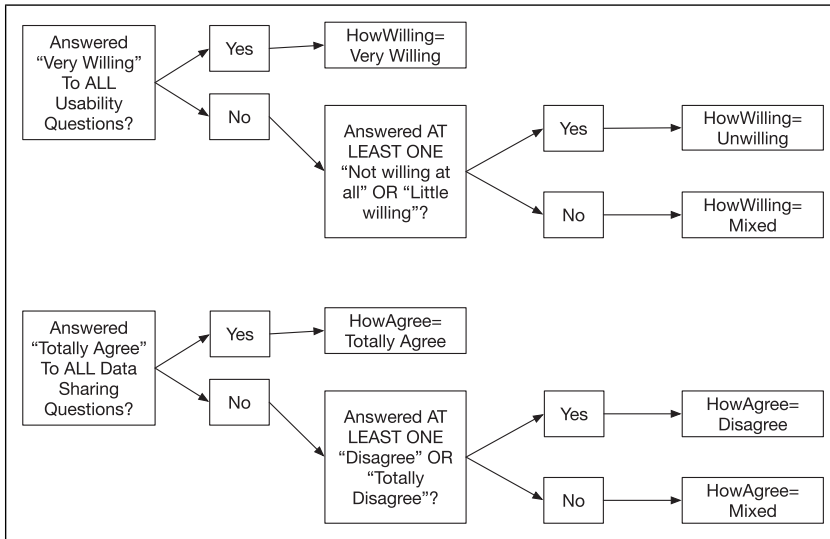 Answered
“Very Willing”
To ALL
Usability
Questions?
Yes
HowWilling=
Very Willing
No
Answered AT
LEAST ONE
“Not willing at
all” OR “Little
willing”?
Yes
HowWilling=
Unwilling
No
HowWilling=
Mixed
Answered
“Totally Agree”
To ALL Data
Sharing
Questions?
Yes
HowAgree=
Totally Agree
No
Answered AT
LEAST ONE
“Disagree” OR
“Totally
Disagree”?
Yes
HowAgree=
Disagree
No
HowAgree=
Mixed